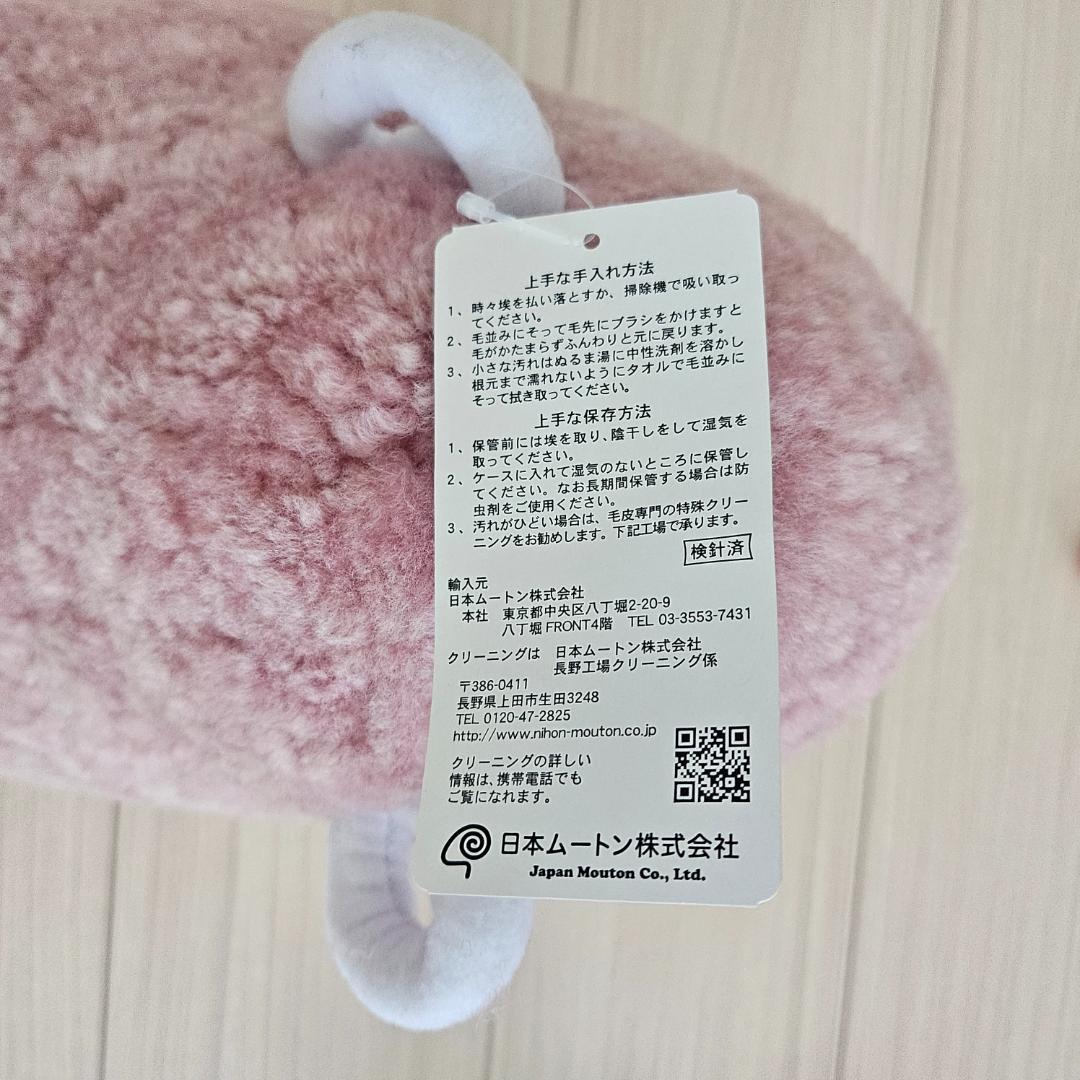 上手な手入れ方法
1、時々埃を払い落とすか、掃除機で吸い取っ
てください。
2、毛並みにそって毛先にブラシをかけますと
毛がかたまらずふんわりと元に戻ります。
3、小さな汚れはぬるま湯に中性洗剤を溶かし
根元まで濡れないようにタオルで毛並みに
そって拭き取ってください。
上手な保存方法
1、保管前には埃を取り、陰干しをして湿気を
取ってください。
2、ケースに入れて湿気のないところに保管し
てください。なお長期間保管する場合は防
虫剤をご使用ください。
3、汚れがひどい場合は、毛皮専門の特殊クリー
ニングをお勧めします。下記工場で承ります。
検針済
輸入元
日本ムートン株式会社
本社 東京都中央区八丁堀2-20-9
八丁堀 FRONT4階 TEL 03-3553-7431
クリーニングは 日本ムートン株式会社
長野工場クリーニング係
〒386-0411
長野県上田市生田3248
TEL 0120-47-2825
http://www.nihon-mouton.co.jp
クリーニングの詳しい
情報は、携帯電話でも
ご覧になれます。
日本ムートン株式会社
Japan Mouton Co., Ltd.